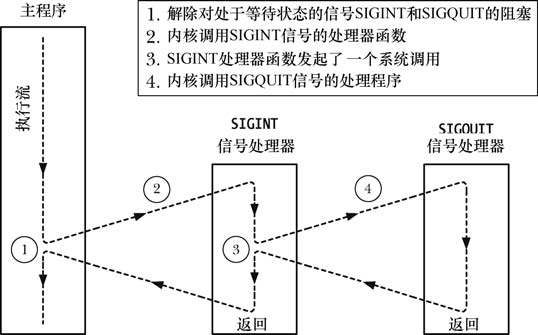 主程序
1. 解除对处于等待状态的信号SIGINT和SIGQUIT的阻塞
2. 内核调用SIGINT信号的处理器函数
3. SIGINT处理器函数发起了一个系统调用
4. 内核调用SIGQUIT信号的处理程序
执行流
SIGINT
信号处理器
SIGQUIT
信号处理器
1
2
3
4
返回
返回